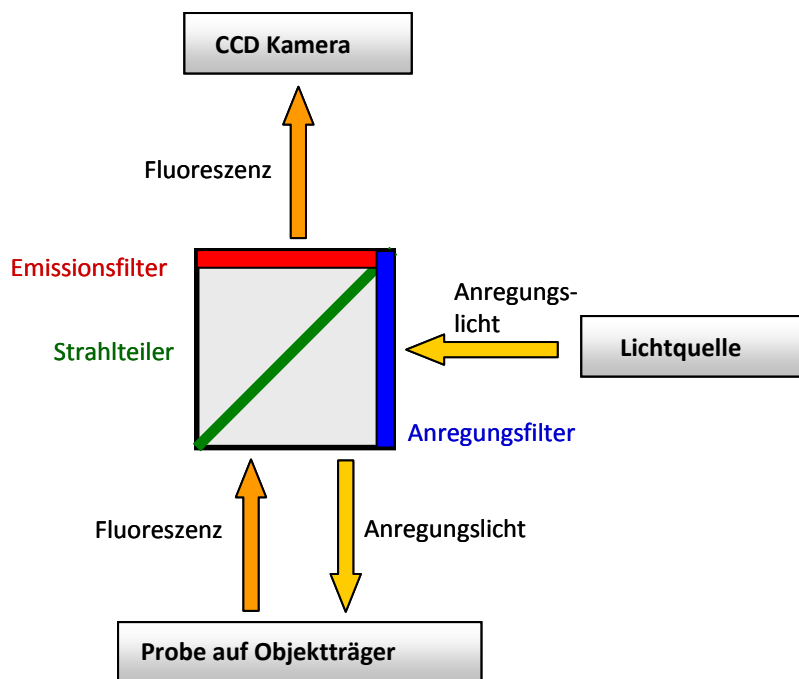 CCD Kamera
Fluoreszenz
Emissionsfilter
Anregungs-
licht
Strahlteiler
Lichtquelle
Anregungsfilter
Fluoreszenz
Anregungslicht
Probe auf Objektträger